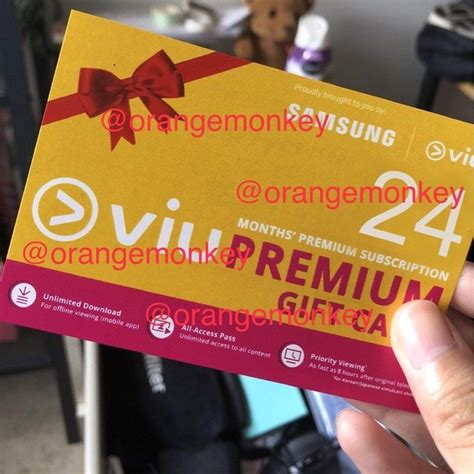 Proudly brought to you by:
SAMSUNG
viu
@orangemonkey
@orangemonkey
24
viu
MONTHS' PREMIUM SUBSCRIPTION
@orangemonkey
PREMIUM
GIFT CA
@orangemonkey
Unlimited Download
For offline viewing (mobile app)
All-Access Pass
Unlimited access to all content
Priority Viewing*
As fast as 8 hours after original